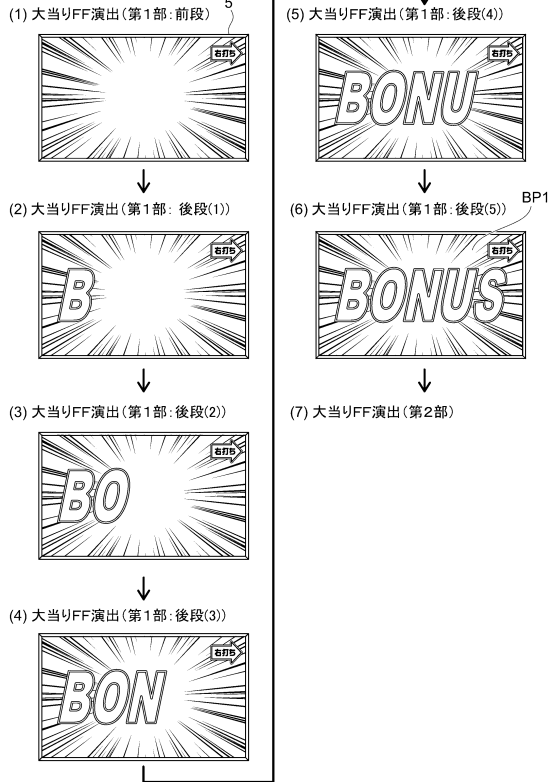 (1) 大当りFF演出(第1部:前段)
5
右打ち
(2) 大当りFF演出(第1部: 後段(1))
右打ち
B
(3) 大当りFF演出(第1部:後段(2))
右打ち
BO
(4) 大当りFF演出(第1部:後段(3))
右打ち
BON
(5) 大当りFF演出(第1部:後段(4))
右打ち
BONU
(6) 大当りFF演出(第1部:後段(5))
BP1
右打ち
BONUS
(7) 大当りFF演出(第2部)